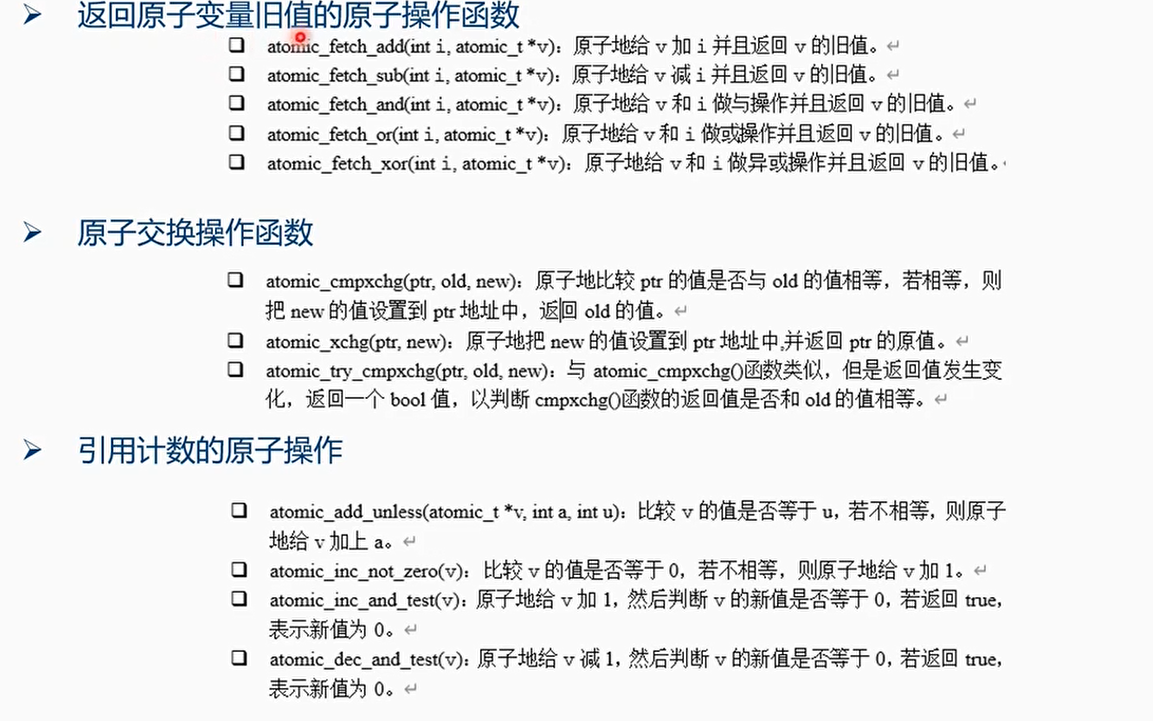 返回原子变量旧值的原子操作函数
atomic_fetch_add(int i, atomic_t *v)：原子地给 v 加 i 并且返回 v 的旧值。
atomic_fetch_sub(int i, atomic_t *v)：原子地给 v 减 i 并且返回 v 的旧值。
atomic_fetch_and(int i, atomic_t *v)：原子地给 v 和 i 做与操作并且返回 v 的旧值。
atomic_fetch_or(int i, atomic_t *v)：原子地给 v 和 i 做或操作并且返回 v 的旧值。
atomic_fetch_xor(int i, atomic_t *v)：原子地给 v 和 i 做异或操作并且返回 v 的旧值。
原子交换操作函数
atomic_cmpxchg(ptr, old, new)：原子地比较 ptr 的值是否与 old 的值相等，若相等，则
把 new 的值设置到 ptr 地址中，返回 old 的值。
atomic_xchg(ptr, new)：原子地把 new 的值设置到 ptr 地址中,并返回 ptr 的原值。
atomic_try_cmpxchg(ptr, old, new)：与 atomic_cmpxchg()函数类似，但是返回值发生变
化，返回一个 bool 值，以判断 cmpxchg()函数的返回值是否和 old 的值相等。
引用计数的原子操作
atomic_add_unless(atomic_t *v, int a, int u)：比较 v 的值是否等于 u，若不相等，则原子
地给 v 加上 a。
atomic_inc_not_zero(v)：比较 v 的值是否等于 0，若不相等，则原子地给 v 加 1。
atomic_inc_and_test(v)：原子地给 v 加 1，然后判断 v 的新值是否等于 0，若返回 true，
表示新值为 0。
atomic_dec_and_test(v)：原子地给 v 减 1，然后判断 v 的新值是否等于 0，若返回 true，
表示新值为 0。